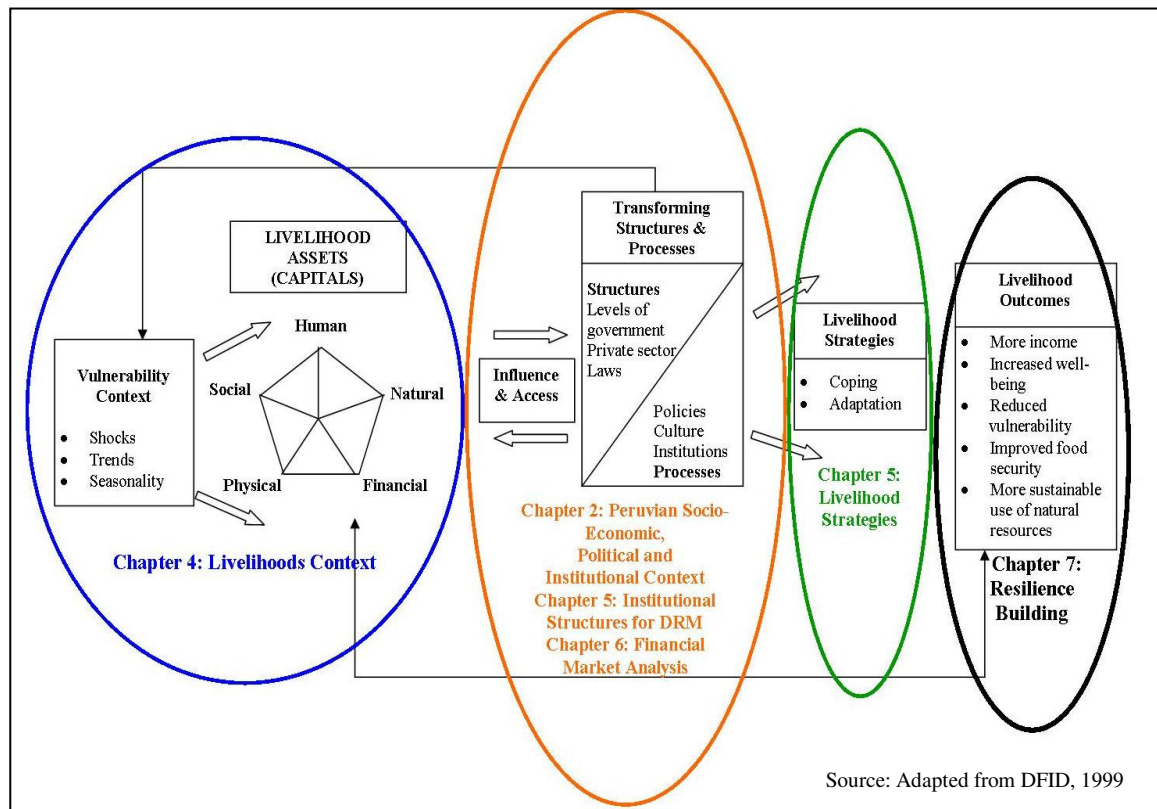 LIVELIHOOD
ASSETS
(CAPITALS)
Human
Social
Natural
Physical
Financial
Vulnerability
Context
• Shocks
• Trends
• Seasonality
Chapter 4: Livelihoods Context
Influence
& Access
Transforming
Structures &
Processes
Structures
Levels of
government
Private sector
Laws
Policies
Culture
Institutions
Processes
Chapter 2: Peruvian Socio-
Economic,
Political and
Institutional Context
Chapter 5: Institutional
Structures for DRM
Chapter 6: Financial
Market Analysis
Livelihood
Strategies
• Coping
• Adaptation
Chapter 5:
Livelihood
Strategies
Livelihood
Outcomes
• More income
• Increased well-
being
• Reduced
vulnerability
• Improved food
security
• More sustainable
use of natural
resources
Chapter 7:
Resilience
Building
Source: Adapted from DFID, 1999